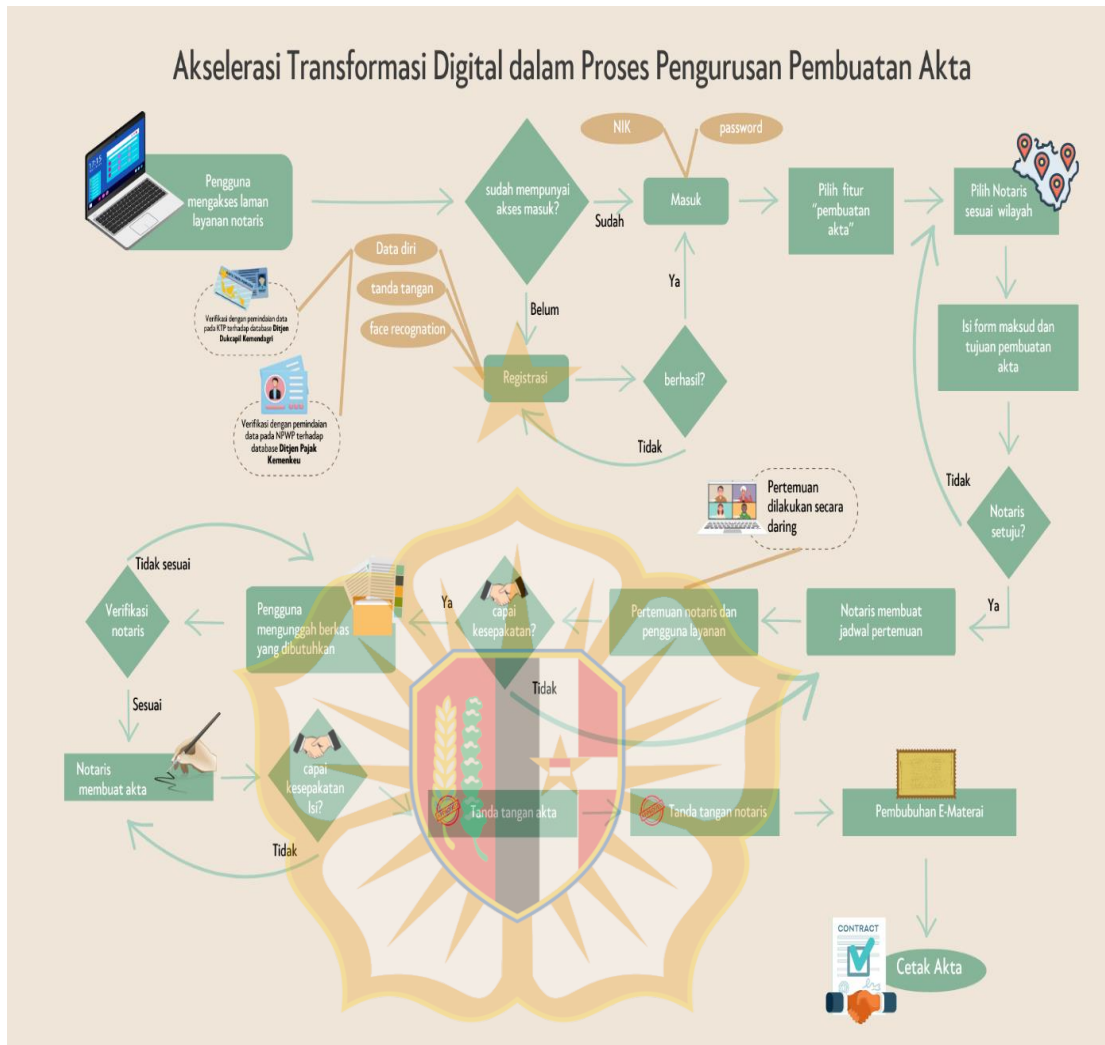 Akselerasi Transformasi Digital dalam Proses Pengurusan Pembuatan Akta
Pengguna
mengakses laman
layanan notaris
sudah mempunyai
akses masuk?
Sudah
NIK
password
Masuk
Pilih fitur
“pembuatan
akta”
Pilih Notaris
sesuai wilayah
Data diri
tanda tangan
face recognation
Verifikasi dengan pemindaian data
pada KTP terhadap database Ditjen
Dukcapil Kemendagri
Verifikasi dengan pemindaian
data pada NPWP terhadap
database Ditjen Pajak
Kemenkeu
Belum
Ya
Registrasi
berhasil?
Tidak
Isi form maksud dan
tujuan pembuatan
akta
Tidak
Notaris
setuju?
Ya
Pertemuan
dilakukan secara
daring
Notaris membuat
jadwal pertemuan
Pertemuan notaris dan
pengguna layanan
capai
kesepakatan?
Ya
Tidak
Pengguna
mengunggah berkas
yang dibutuhkan
Tidak sesuai
Verifikasi
notaris
Sesuai
Notaris
membuat akta
capai
kesepakatan
Isi?
Tidak
Tanda tangan akta
Tanda tangan notaris
Pembubuhan E-Materai
CONTRACT
Cetak Akta